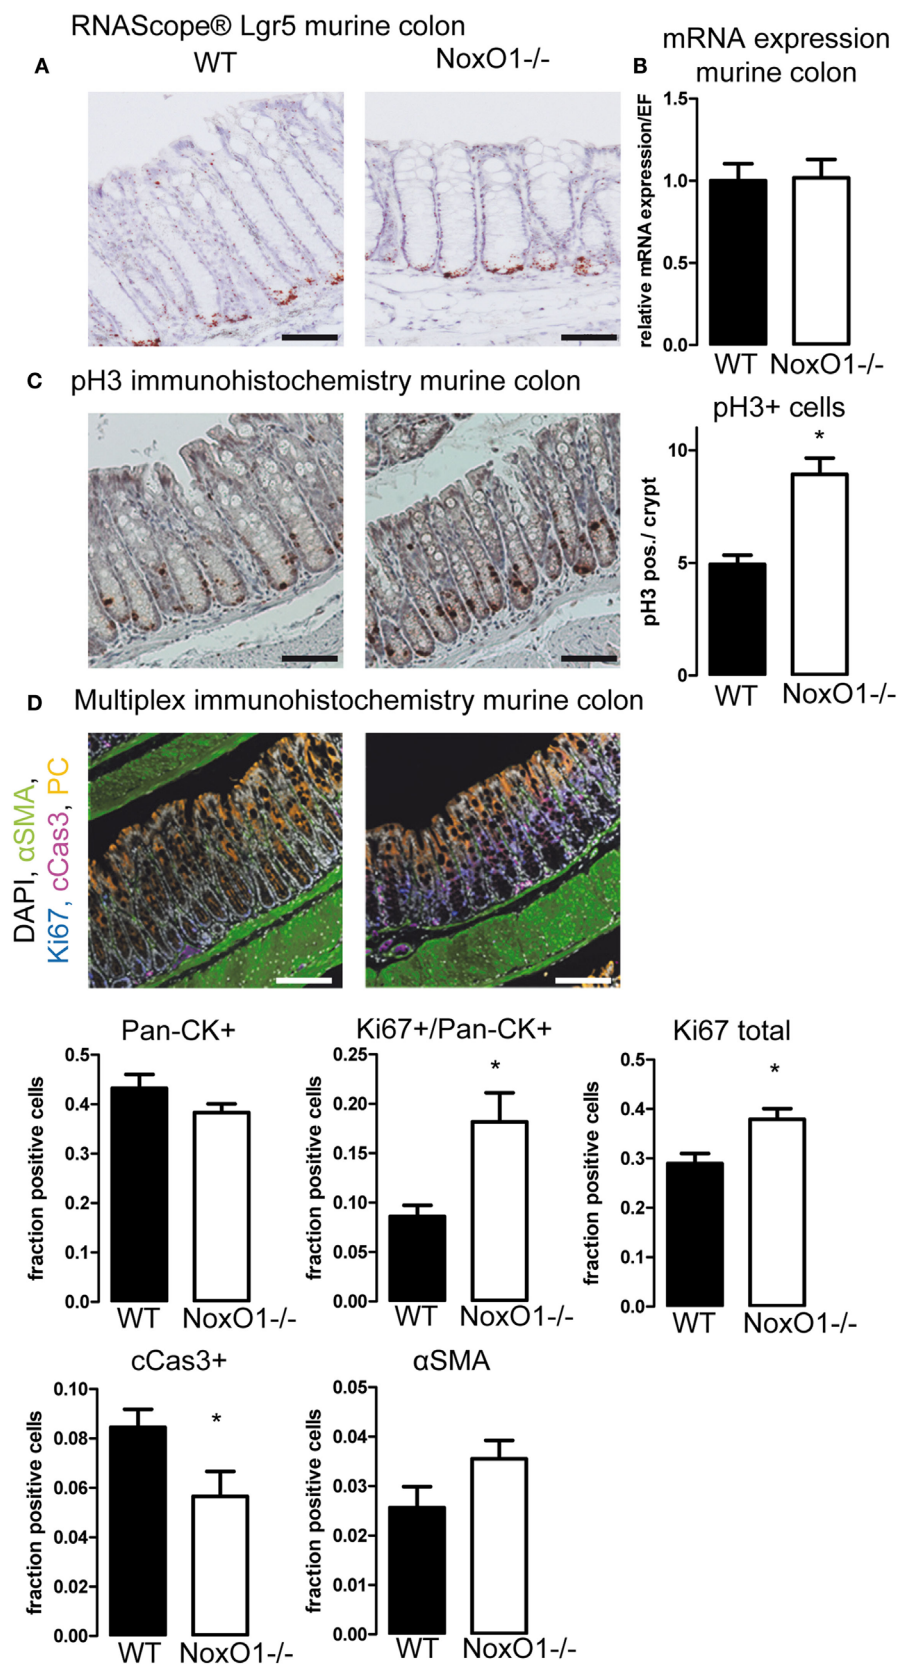 RNAScope® Lgr5 murine colon
A
WT
NoxO1-/-
B
mRNA expression
murine colon
relative mRNA expression/EF
1.5
1.0
0.5
0.0
WT
NoxO1-/-
C
pH3 immunohistochemistry murine colon
pH3+ cells
pH3 pos./ crypt
10
5
0
*
WT
NoxO1-/-
D
Multiplex immunohistochemistry murine colon
DAPI, αSMA,
Ki67, cCas3, PC
Pan-CK+
fraction positive cells
0.5
0.4
0.3
0.2
0.1
0.0
WT
NoxO1-/-
Ki67+/Pan-CK+
fraction positive cells
0.25
0.20
0.15
0.10
0.05
0.00
*
WT
NoxO1-/-
Ki67 total
fraction positive cells
0.5
0.4
0.3
0.2
0.1
0.0
*
WT
NoxO1-/-
cCas3+
fraction positive cells
0.10
0.08
0.06
0.04
0.02
0.00
*
WT
NoxO1-/-
αSMA
fraction positive cells
0.05
0.04
0.03
0.02
0.01
0.00
WT
NoxO1-/-